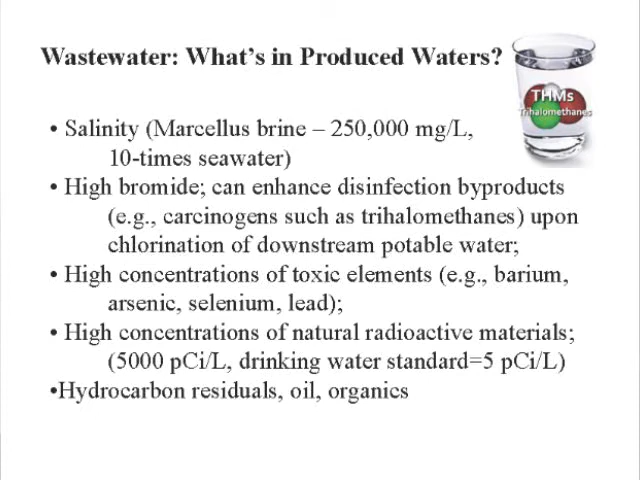 Wastewater: What's in Produced Waters?
THMs
Trihalomethanes
• Salinity (Marcellus brine – 250,000 mg/L,
10-times seawater)
• High bromide; can enhance disinfection byproducts
(e.g., carcinogens such as trihalomethanes) upon
chlorination of downstream potable water;
• High concentrations of toxic elements (e.g., barium,
arsenic, selenium, lead);
• High concentrations of natural radioactive materials;
(5000 pCi/L, drinking water standard=5 pCi/L)
•Hydrocarbon residuals, oil, organics